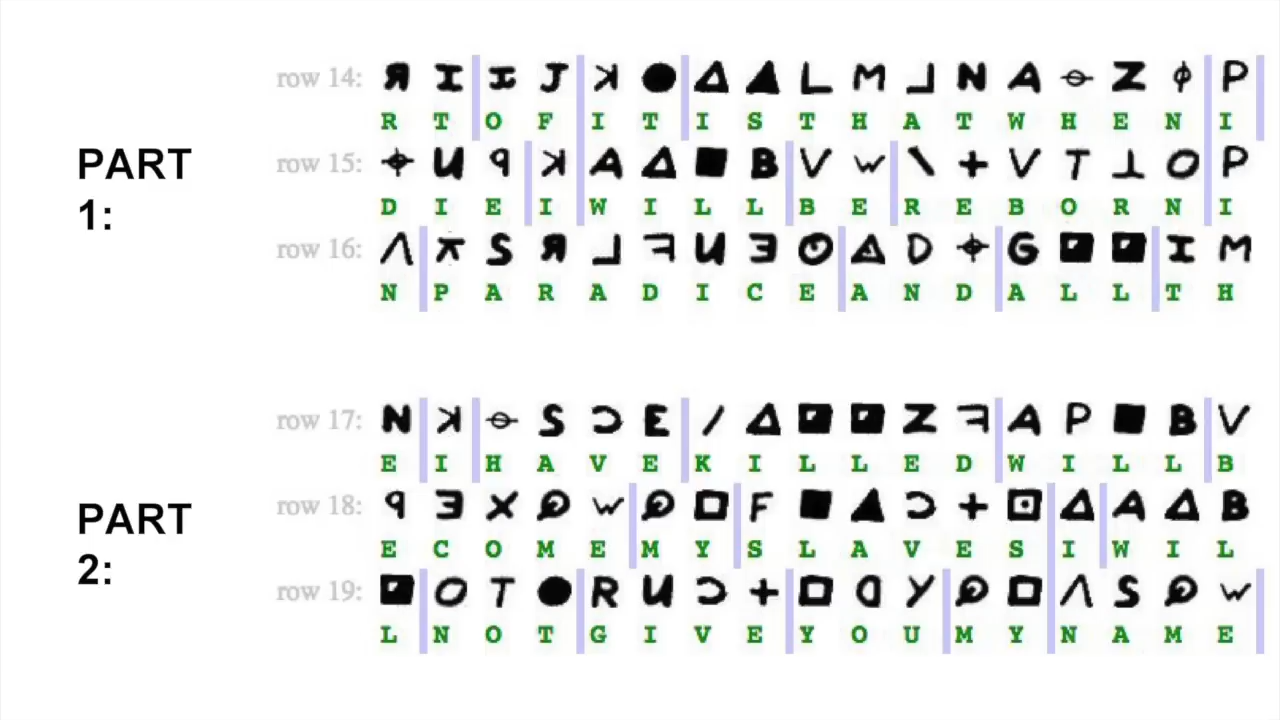 PART 1:
row 14:
R T O F I T I S T H A T W H E N I
row 15:
D I E I W I L L B E R E B O R N I
row 16:
N P A R A D I C E A N D A L L T H
PART 2:
row 17:
E I H A V E K I L L E D W I L L B
row 18:
E C O M E M Y S L A V E S I W I L
row 19:
L N O T G I V E Y O U M Y N A M E